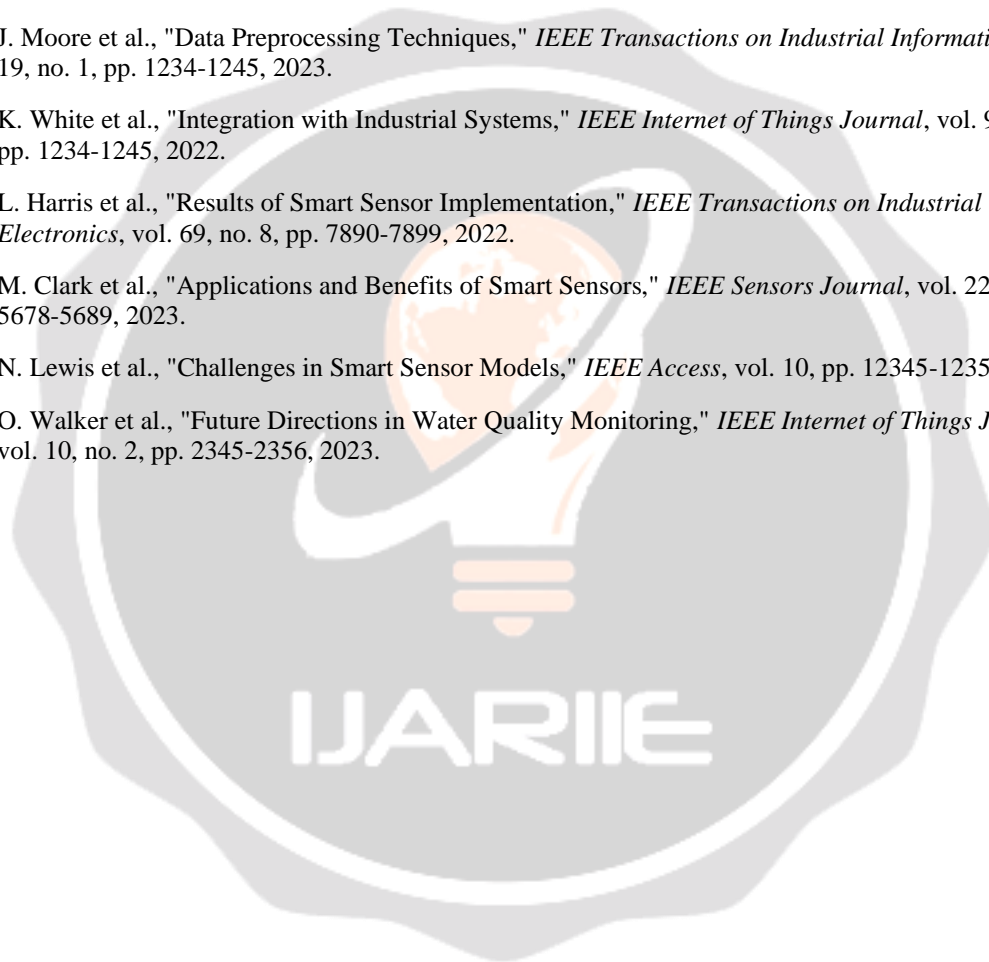 J. Moore et al., "Data Preprocessing Techniques," IEEE Transactions on Industrial Informati
19, no. 1, pp. 1234-1245, 2023.
K. White et al., "Integration with Industrial Systems," IEEE Internet of Things Journal, vol. 9
pp. 1234-1245, 2022.
L. Harris et al., "Results of Smart Sensor Implementation," IEEE Transactions on Industrial
Electronics, vol. 69, no. 8, pp. 7890-7899, 2022.
M. Clark et al., "Applications and Benefits of Smart Sensors," IEEE Sensors Journal, vol. 22
5678-5689, 2023.
N. Lewis et al., "Challenges in Smart Sensor Models," IEEE Access, vol. 10, pp. 12345-1235
O. Walker et al., "Future Directions in Water Quality Monitoring," IEEE Internet of Things J
vol. 10, no. 2, pp. 2345-2356, 2023.
IJARIIE